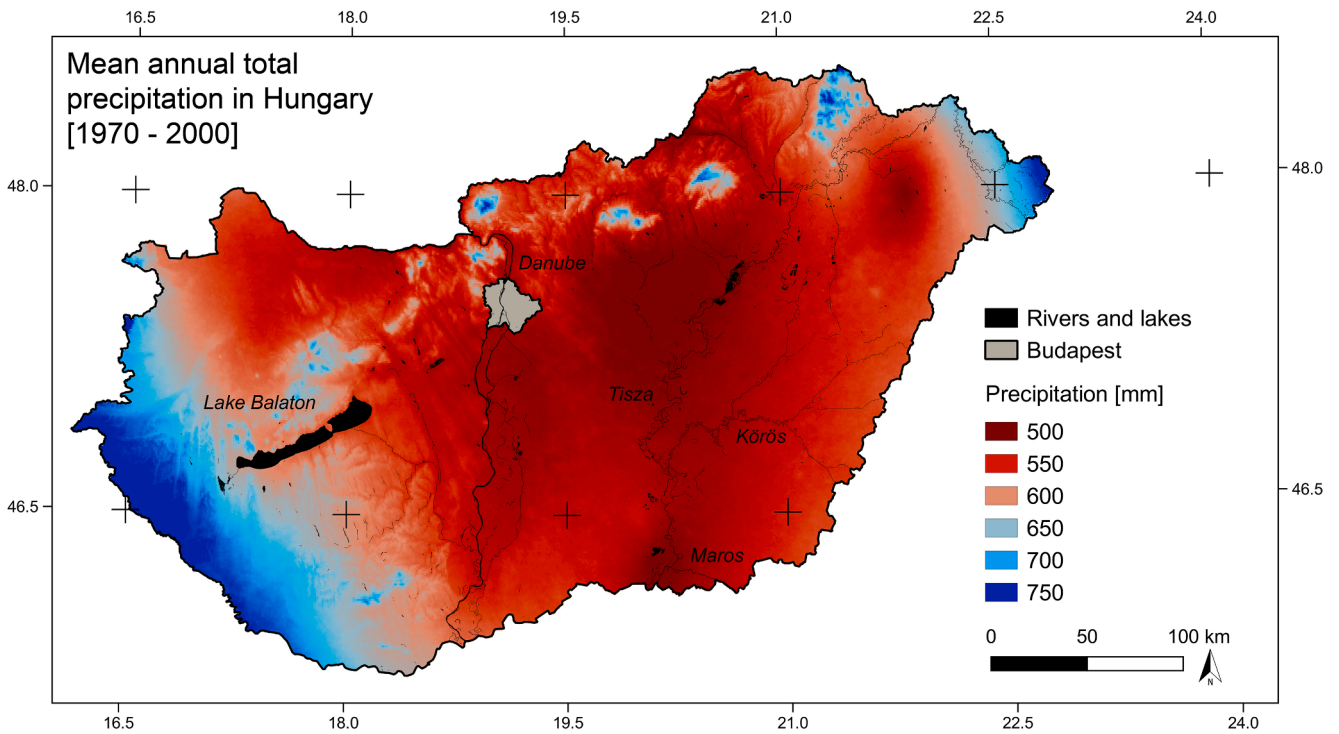 16.5 18.0 19.5 21.0 22.5 24.0
Mean annual total
precipitation in Hungary
[1970 - 2000]
48.0
48.0
Danube
Rivers and lakes
Budapest
Lake Balaton
Tisza
Precipitation [mm]
Körös
500
550
600
46.5
46.5
650
Maros
700
750
0 50 100 km
N
16.5 18.0 19.5 21.0 22.5 24.0